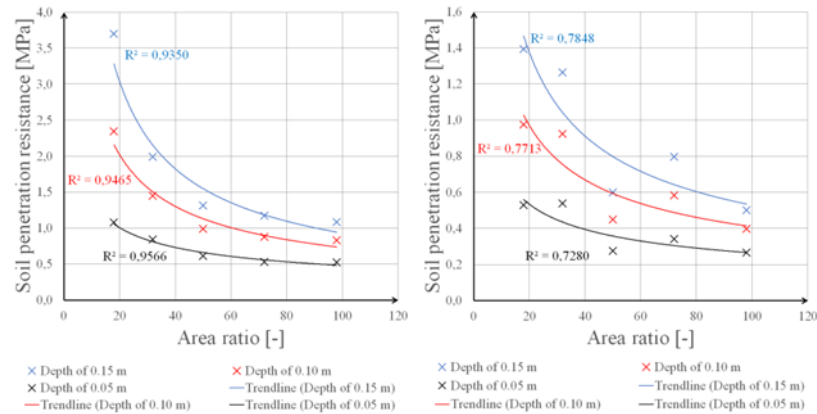 Soil penetration resistance [MPa]
4,0
3,5
3,0
2,5
2,0
1,5
1,0
0,5
0,0
R² = 0,9350
R² = 0,9465
R² = 0,9566
0 20 40 60 80 100 120
Area ratio [-]
× Depth of 0.15 m × Depth of 0.10 m
× Depth of 0.05 m Trendline (Depth of 0.15 m)
Trendline (Depth of 0.10 m) Trendline (Depth of 0.05 m)
Soil penetration resistance [MPa]
1,6
1,4
1,2
1,0
0,8
0,6
0,4
0,2
0,0
R² = 0,7848
R² = 0,7713
R² = 0,7280
0 20 40 60 80 100 120
Area ratio [-]
× Depth of 0.15 m × Depth of 0.10 m
× Depth of 0.05 m Trendline (Depth of 0.15 m)
Trendline (Depth of 0.10 m) Trendline (Depth of 0.05 m)